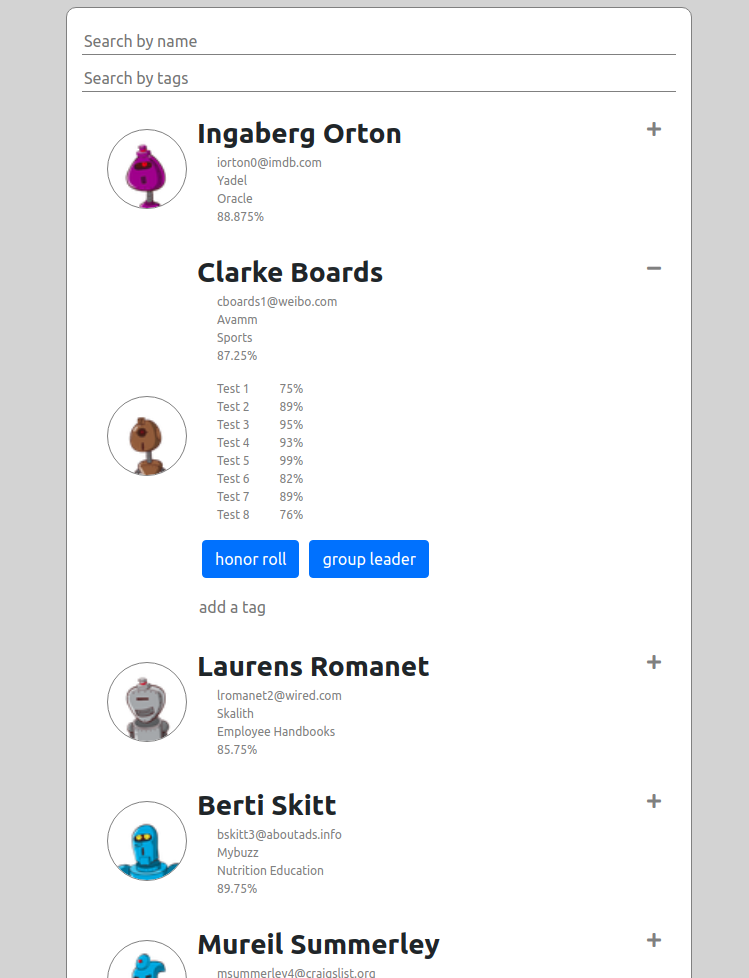 Search by name
Search by tags
Ingaberg Orton
iorton0@imdb.com
Yadel
Oracle
88.875%
Clarke Boards
cboards1@weibo.com
Avamm
Sports
87.25%
Test 1 75%
Test 2 89%
Test 3 95%
Test 4 93%
Test 5 99%
Test 6 82%
Test 7 89%
Test 8 76%
honor roll group leader
add a tag
Laurens Romanet
lromanet2@wired.com
Skalith
Employee Handbooks
85.75%
Berti Skitt
bskitt3@aboutads.info
Mybuzz
Nutrition Education
89.75%
Mureil Summerley
msummerley4@craigslist.org